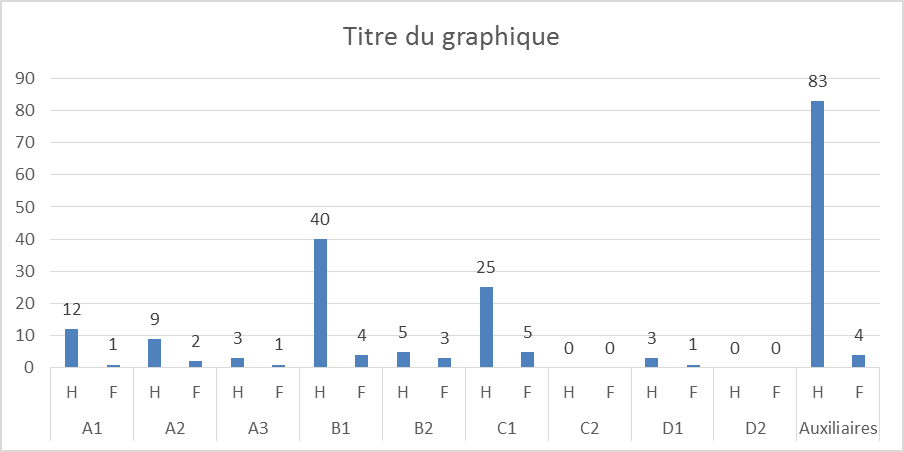 Titre du graphique
90
80
70
60
50
40
30
20
10
0
12 1 9 2 3 1 40 4 5 3 25 5 0 0 3 1 0 0 83 4
H F H F H F H F H F H F H F H F H F H F
A1 A2 A3 B1 B2 C1 C2 D1 D2 Auxiliaires